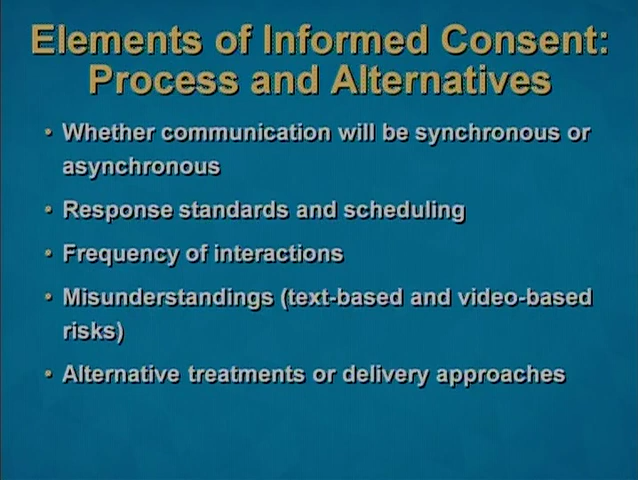 Elements of Informed Consent:
Process and Alternatives
• Whether communication will be synchronous or
asynchronous
• Response standards and scheduling
• Frequency of interactions
• Misunderstandings (text-based and video-based
risks)
• Alternative treatments or delivery approaches